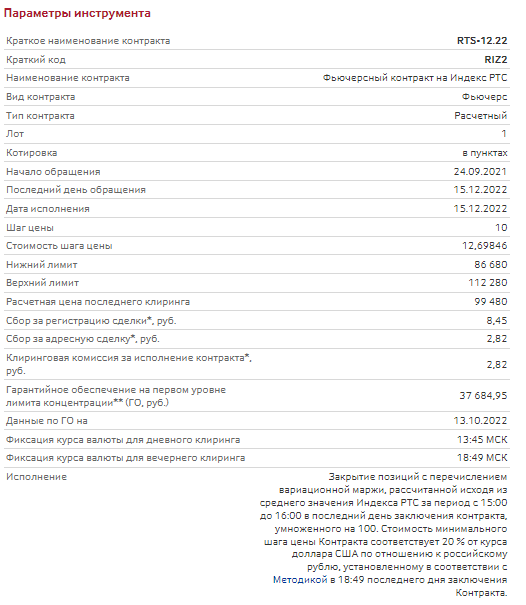 Параметры инструмента
Краткое наименование контракта RTS-12.22
Краткий код RIZ2
Наименование контракта Фьючерсный контракт на Индекс РТС
Вид контракта Фьючерс
Тип контракта Расчетный
Лот 1
Котировка в пунктах
Начало обращения 24.09.2021
Последний день обращения 15.12.2022
Дата исполнения 15.12.2022
Шаг цены 10
Стоимость шага цены 12,69846
Нижний лимит 86 680
Верхний лимит 112 280
Расчетная цена последнего клиринга 99 480
Сбор за регистрацию сделки*, руб. 8,45
Сбор за адресную сделку*, руб. 2,82
Клиринговая комиссия за исполнение контракта*,
руб. 2,82
Гарантийное обеспечение на первом уровне
лимита концентрации** (ГО, руб.) 37 684,95
Данные по ГО на 13.10.2022
Фиксация курса валюты для дневного клиринга 13:45 МСК
Фиксация курса валюты для вечернего клиринга 18:49 МСК
Исполнение Закрытие позиций с перечислением
вариационной маржи, рассчитанной исходя из
среднего значения Индекса РТС за период с 15:00
до 16:00 в последний день заключения контракта,
умноженного на 100. Стоимость минимального
шага цены Контракта соответствует 20 % от курса
доллара США по отношению к российскому
рублю, установленному в соответствии с
Методикой в 18:49 последнего дня заключения
Контракта.